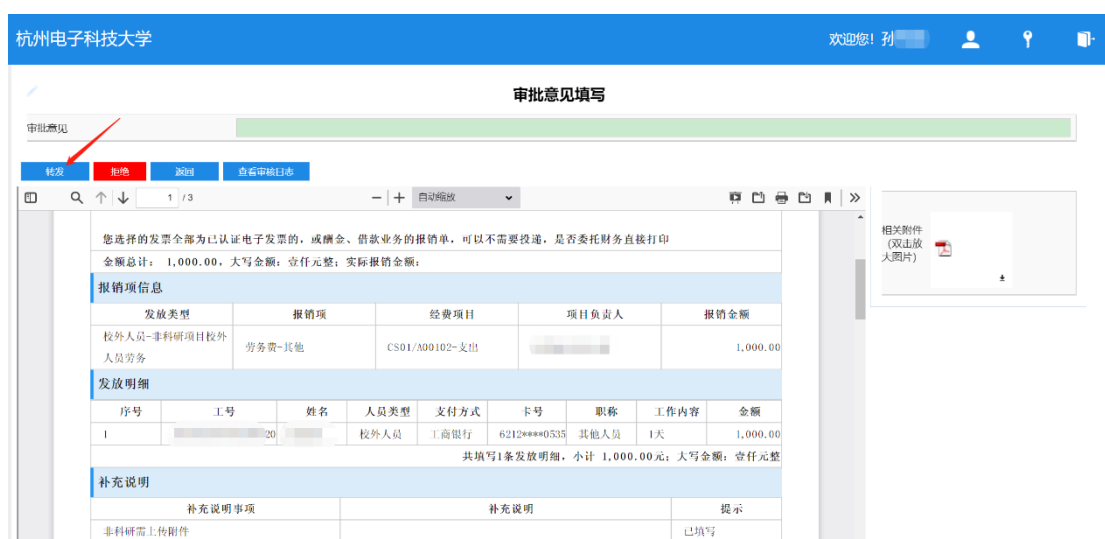 杭州电子科技大学 欢迎您！孙
审批意见填写
审批意见
转发 拒绝 返回 查看审核日志
1 /3 自动缩放
相关附件
（双击放
大图片）
您选择的发票全部为已认证电子发票的，或酬金、借款业务的报销单，可以不需要投递，是否委托财务直接打印
金额总计： 1,000.00，大写金额：壹仟元整；实际报销金额：
报销项信息
发放类型 报销项 经费项目 项目负责人 报销金额
校外人员-非科研项目校外
人员劳务 劳务费-其他 CS01/A00102-支出 1,000.00
发放明细
序号 工号 姓名 人员类型 支付方式 卡号 职称 工作内容 金额
1 20 校外人员 工商银行 6212****0535 其他人员 1天 1,000.00
共填写1条发放明细，小计 1,000.00元；大写金额：壹仟元整
补充说明
补充说明事项 补充说明 提示
非科研需上传附件 已填写